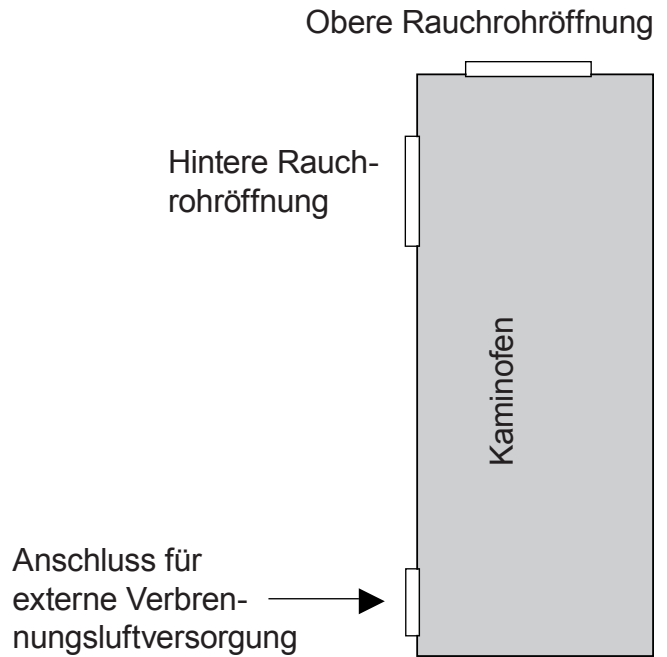 Obere Rauchrohröffnung
Hintere Rauch-
rohröffnung
Kaminofen
Anschluss für
externe Verbren-
nungsluftversorgung